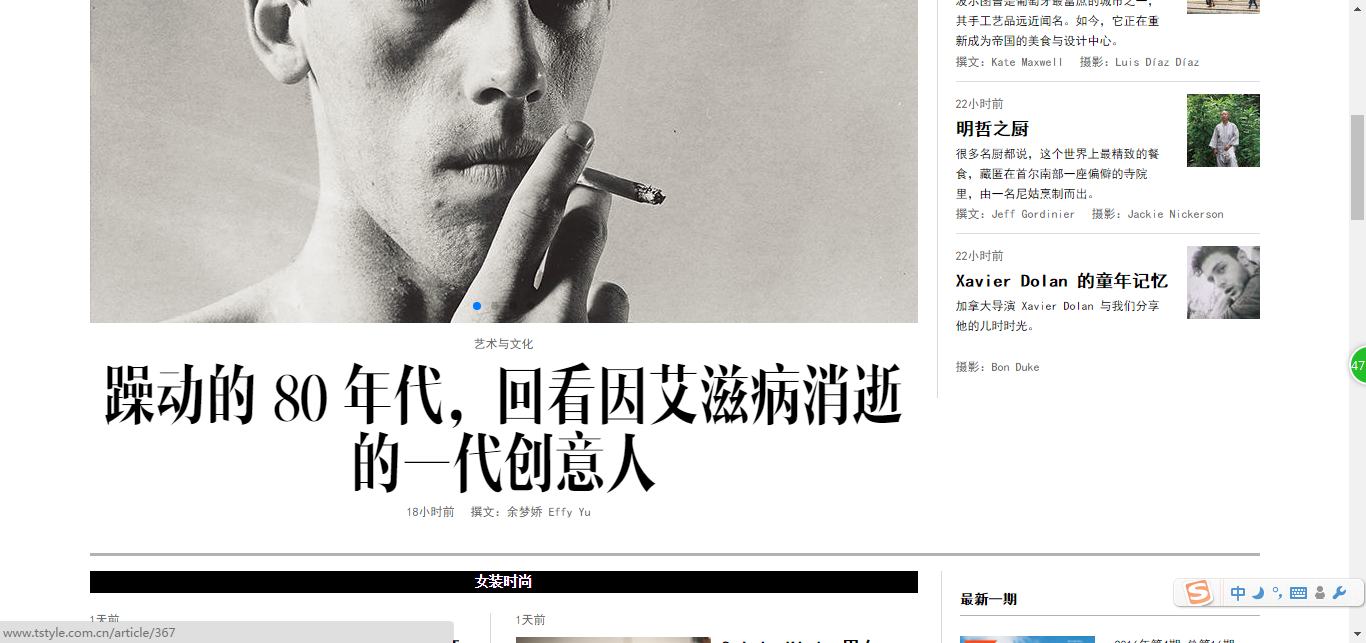 其手工艺品远近闻名。如今，它正在重
新成为帝国的美食与设计中心。
撰文：Kate Maxwell 摄影：Luis Díaz Díaz
22小时前
明哲之厨
很多名厨都说，这个世界上最精致的餐
食，藏匿在首尔南部一座偏僻的寺院
里，由一名尼姑烹制而出。
撰文：Jeff Gordinier 摄影：Jackie Nickerson
22小时前
Xavier Dolan 的童年记忆
加拿大导演 Xavier Dolan 与我们分享
他的儿时时光。
摄影：Bon Duke
47
艺术与文化
躁动的 80 年代，回看因艾滋病消逝
的一代创意人
18小时前 撰文：余梦娇 Effy Yu
女装时尚
1天前
1天前
最新一期
中
www.tstyle.com.cn/article/367